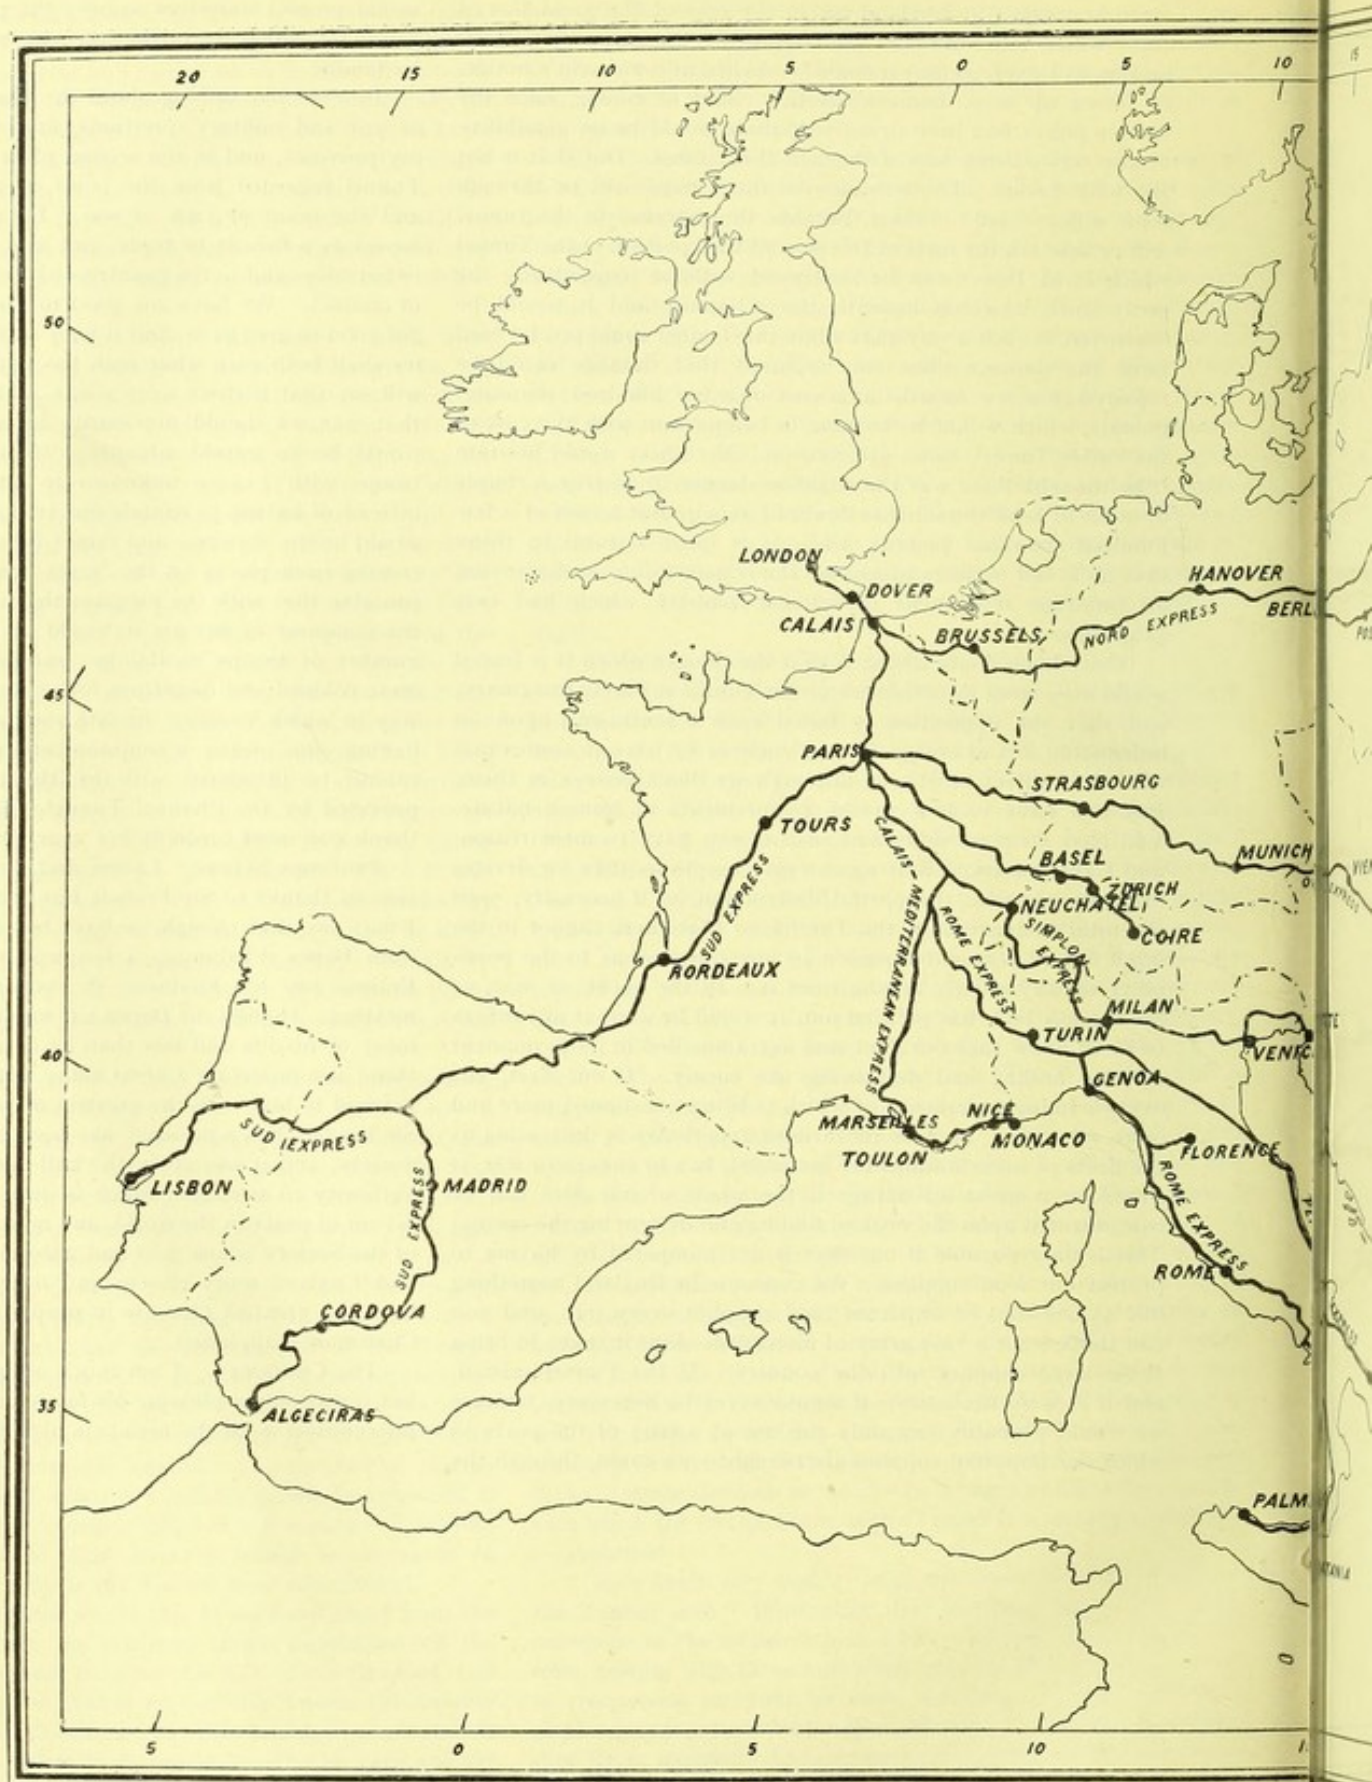 20 15 10 5 0 5 10 15
50
LONDON
DOVER
HANOVER
CALAIS
BERL
BRUSSELS
NORD EXPRESS
45
PARIS
STRASBOURG
TOURS
CALAIS-MEDITERRANEAN EXPRESS
BASEL
MUNICH
ZÜRICH
NEUCHATEL
SUD EXPRESS
ROME EXPRESS
SIMPLON
EXPRESS
COIRE
BORDEAUX
MILAN
TURIN
VENIC
40
GENOA
SUD EXPRESS
MARSEILLES
NICE
MONACO
TOULON
FLORENCE
LISBON
MADRID
SUD EXPRESS
ROME EXPRESS
ROME
CORDOVA
35
ALGECIRAS
PALM
5 0 5 10